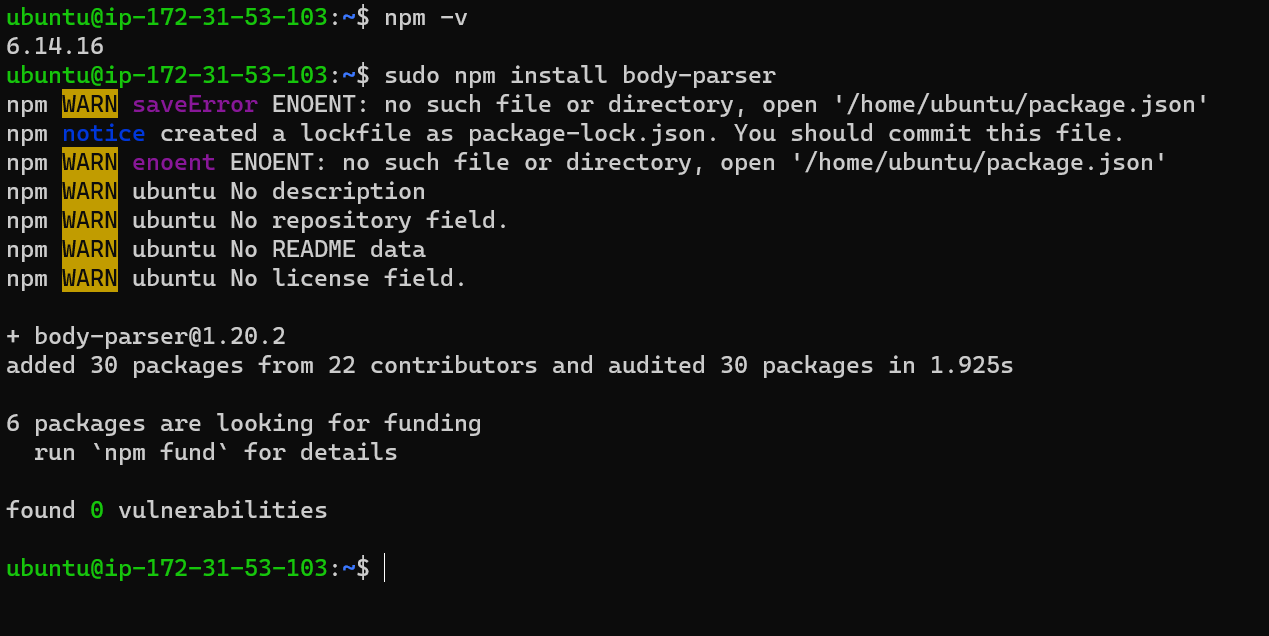 ubuntu@ip-172-31-53-103:~$ npm -v
6.14.16
ubuntu@ip-172-31-53-103:~$ sudo npm install body-parser
npm WARN saveError ENOENT: no such file or directory, open '/home/ubuntu/package.json'
npm notice created a lockfile as package-lock.json. You should commit this file.
npm WARN enoent ENOENT: no such file or directory, open '/home/ubuntu/package.json'
npm WARN ubuntu No description
npm WARN ubuntu No repository field.
npm WARN ubuntu No README data
npm WARN ubuntu No license field.

+ body-parser@1.20.2
added 30 packages from 22 contributors and audited 30 packages in 1.925s

6 packages are looking for funding
  run `npm fund` for details

found 0 vulnerabilities

ubuntu@ip-172-31-53-103:~$